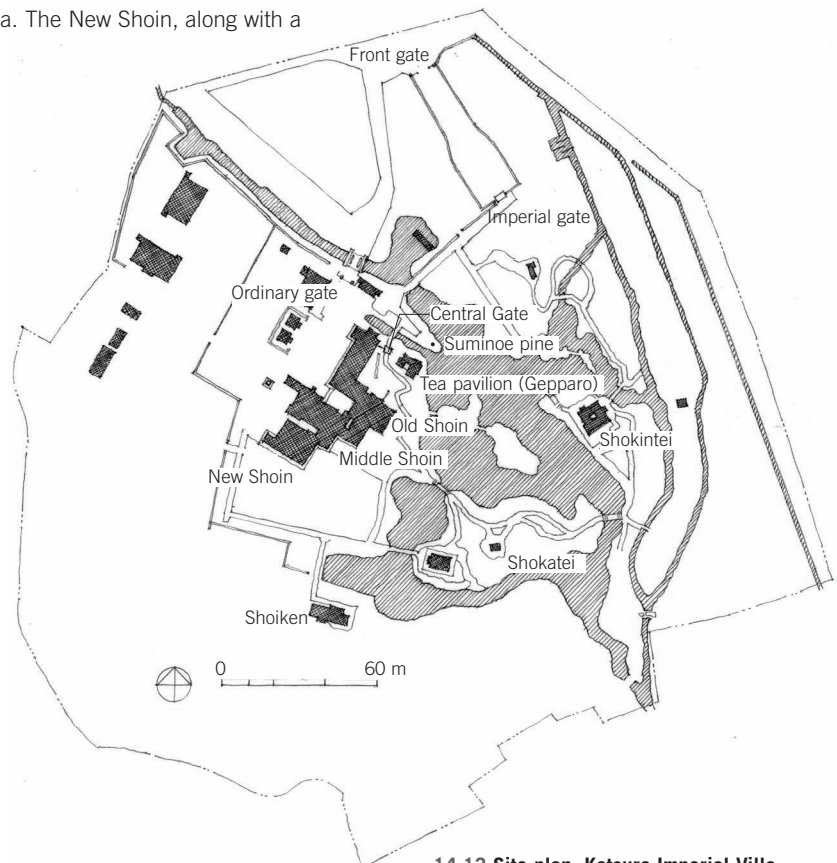 a. The New Shoin, along with a
Front gate
Imperial gate
Ordinary gate
Central Gate
Suminoe pine
Tea pavilion (Gepparo)
Old Shoin
Shokintei
Middle Shoin
New Shoin
Shokatei
Shoiken
0 60 m
14.12 Site plan, Katsura Imperial Villa